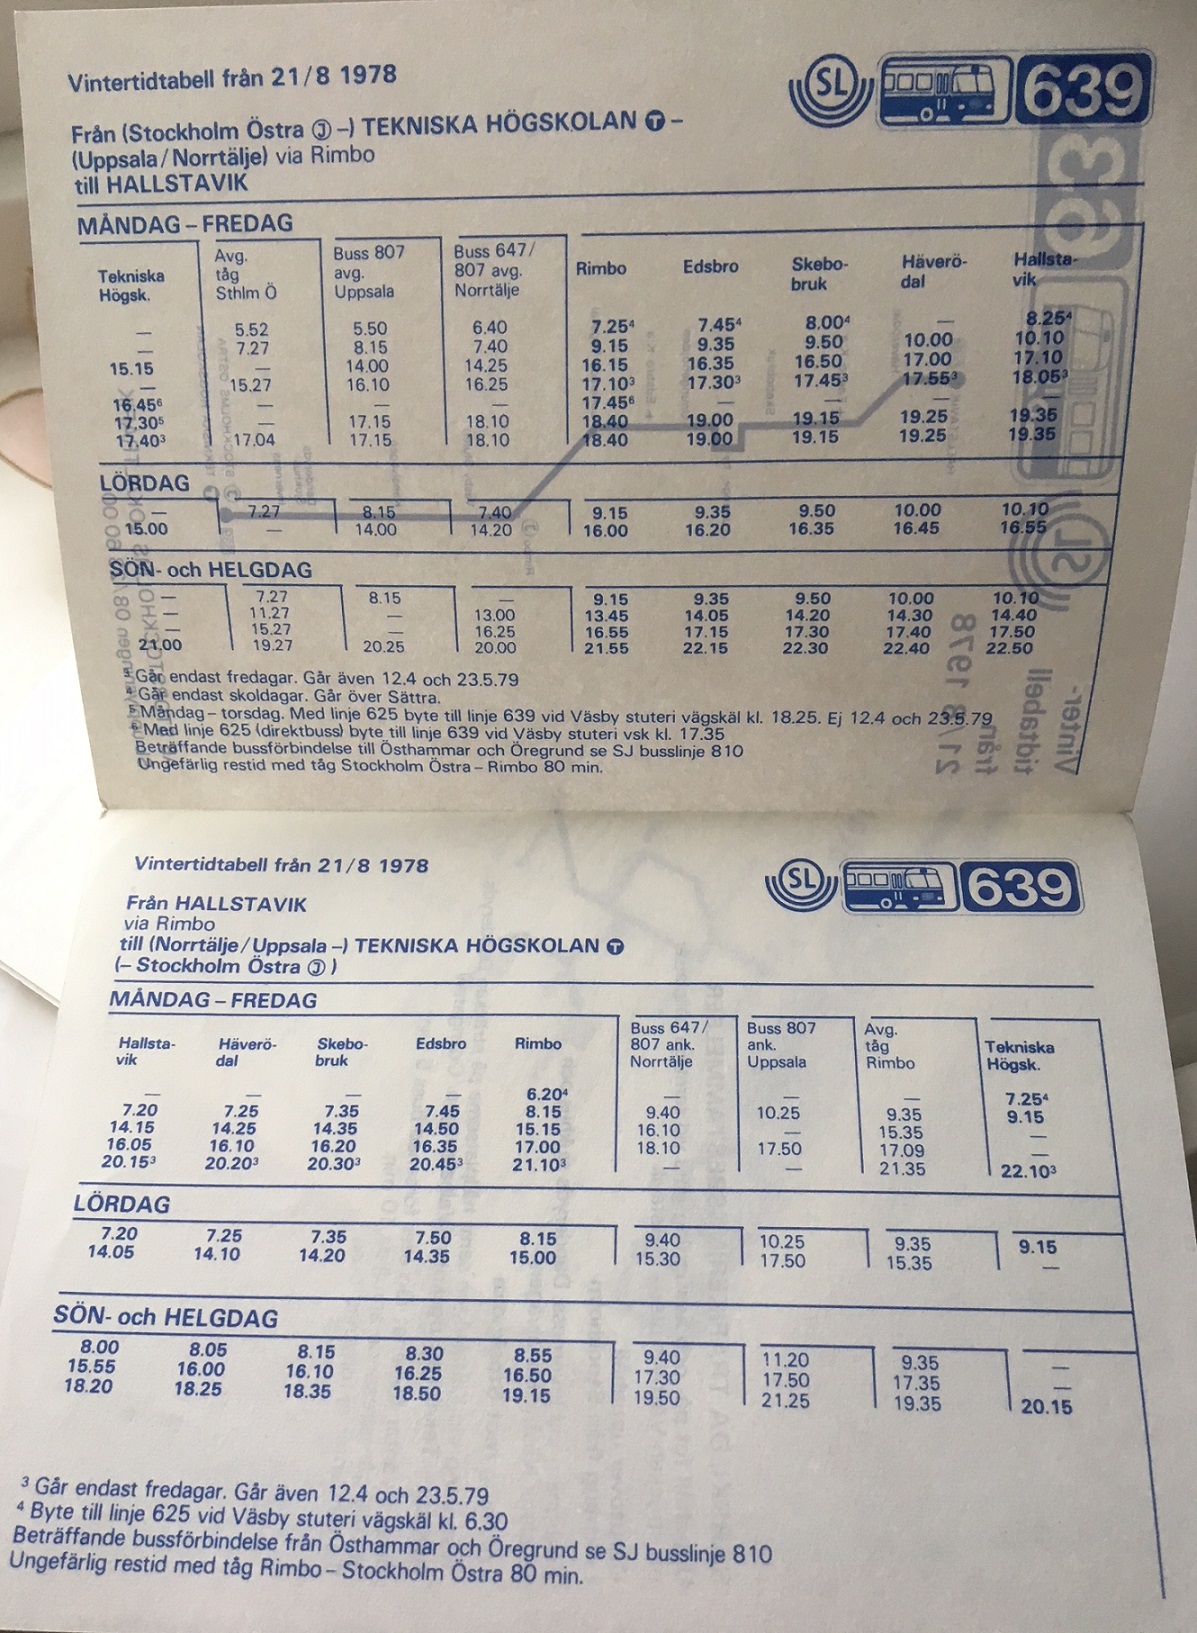 Vintertidtabell från 21/8 1978
SL 639
Från (Stockholm Östra J –) TEKNISKA HÖGSKOLAN T –
(Uppsala/Norrtälje) via Rimbo
till HALLSTAVIK
MÅNDAG – FREDAG
Tekniska Högsk. Avg. tåg Sthlm Ö Buss 807 avg. Uppsala Buss 647/807 avg. Norrtälje Rimbo Edsbro Skebo-bruk Häverö-dal Hallsta-vik
— 5.52 5.50 6.40 7.25⁴ 7.45⁴ 8.00⁴ — 8.25⁴
— 7.27 8.15 7.40 9.15 9.35 9.50 10.00 10.10
15.15 — 14.00 14.25 16.15 16.35 16.50 17.00 17.10
— 15.27 16.10 16.25 17.10³ 17.30³ 17.45³ 17.55³ 18.05³
16.45⁶ — — — 17.45⁶ — — — —
17.30⁵ — 17.15 18.10 18.40 19.00 19.15 19.25 19.35
17.40³ 17.04 17.15 18.10 18.40 19.00 19.15 19.25 19.35
LÖRDAG
— 7.27 8.15 7.40 9.15 9.35 9.50 10.00 10.10
15.00 — 14.00 14.20 16.00 16.20 16.35 16.45 16.55
SÖN- och HELGDAG
— 7.27 8.15 — 9.15 9.35 9.50 10.00 10.10
— 11.27 — 13.00 13.45 14.05 14.20 14.30 14.40
— 15.27 — 16.25 16.55 17.15 17.30 17.40 17.50
21.00 19.27 20.25 20.00 21.55 22.15 22.30 22.40 22.50
³ Går endast fredagar. Går även 12.4 och 23.5.79
⁴ Går endast skoldagar. Går över Sättra.
⁵ Måndag – torsdag. Med linje 625 byte till linje 639 vid Väsby stuteri vägskäl kl. 18.25. Ej 12.4 och 23.5.79
⁶ Med linje 625 (direktbuss) byte till linje 639 vid Väsby stuteri vsk kl. 17.35
Beträffande bussförbindelse till Östhammar och Öregrund se SJ busslinje 810
Ungefärlig restid med tåg Stockholm Östra – Rimbo 80 min.
Vintertidtabell från 21/8 1978
SL 639
Från HALLSTAVIK
via Rimbo
till (Norrtälje/Uppsala –) TEKNISKA HÖGSKOLAN T
(– Stockholm Östra J)
MÅNDAG – FREDAG
Hallsta-vik Häverö-dal Skebo-bruk Edsbro Rimbo Buss 647/807 ank. Norrtälje Buss 807 ank. Uppsala Avg. tåg Rimbo Tekniska Högsk.
— — — — 6.20⁴ — — — 7.25⁴
7.20 7.25 7.35 7.45 8.15 9.40 10.25 9.35 9.15
14.15 14.25 14.35 14.50 15.15 16.10 — 15.35 —
16.05 16.10 16.20 16.35 17.00 18.10 17.50 17.09 —
20.15³ 20.20³ 20.30³ 20.45³ 21.10³ — — 21.35 22.10³
LÖRDAG
7.20 7.25 7.35 7.50 8.15 9.40 10.25 9.35 9.15
14.05 14.10 14.20 14.35 15.00 15.30 17.50 15.35 —
SÖN- och HELGDAG
8.00 8.05 8.15 8.30 8.55 9.40 11.20 9.35 —
15.55 16.00 16.10 16.25 16.50 17.30 17.50 17.35 —
18.20 18.25 18.35 18.50 19.15 19.50 21.25 19.35 20.15
³ Går endast fredagar. Går även 12.4 och 23.5.79
⁴ Byte till linje 625 vid Väsby stuteri vägskäl kl. 6.30
Beträffande bussförbindelse från Östhammar och Öregrund se SJ busslinje 810
Ungefärlig restid med tåg Rimbo – Stockholm Östra 80 min.